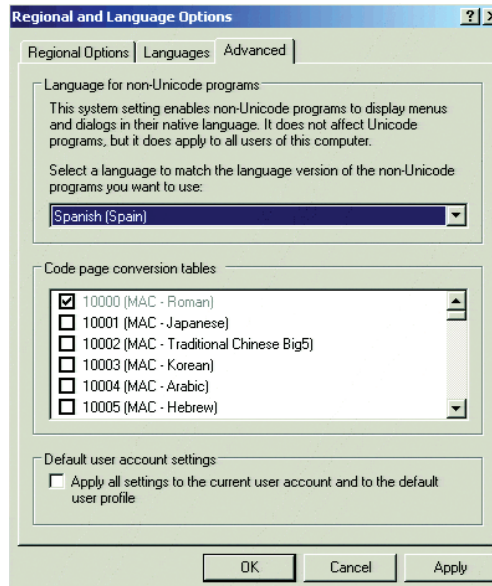 Regional and Language Options
Regional Options Languages Advanced
Language for non-Unicode programs
This system setting enables non-Unicode programs to display menus
and dialogs in their native language. It does not affect Unicode
programs, but it does apply to all users of this computer.
Select a language to match the language version of the non-Unicode
programs you want to use:
Spanish (Spain)
Code page conversion tables
10000 (MAC - Roman)
10001 (MAC - Japanese)
10002 (MAC - Traditional Chinese Big5)
10003 (MAC - Korean)
10004 (MAC - Arabic)
10005 (MAC - Hebrew)
Default user account settings
Apply all settings to the current user account and to the default
user profile
OK Cancel Apply